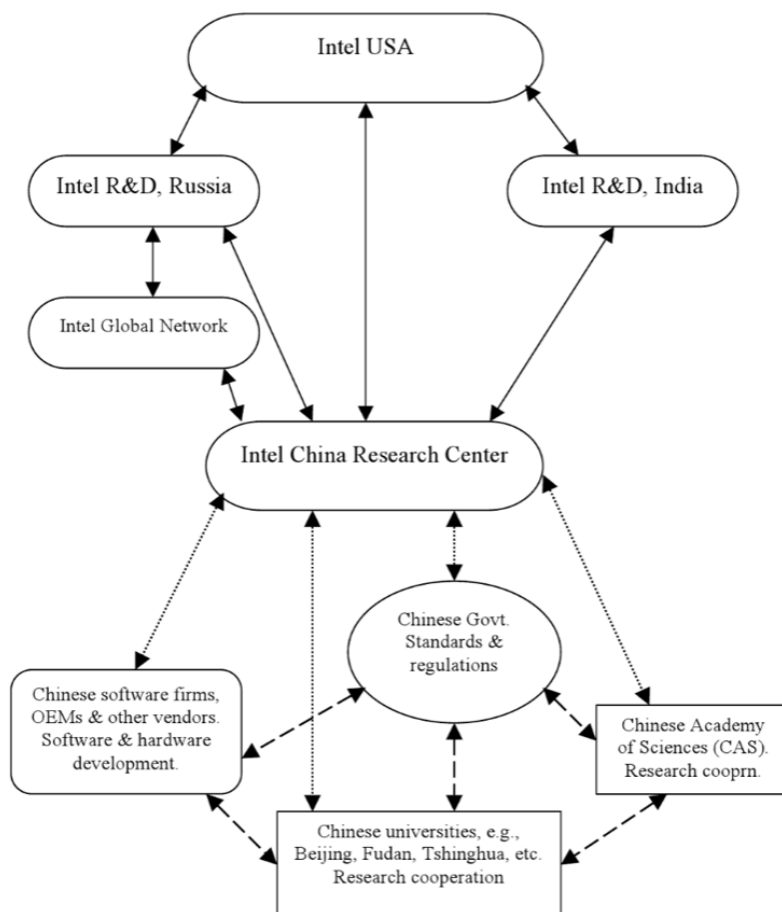 Intel USA
Intel R&D, Russia
Intel R&D, India
Intel Global Network
Intel China Research Center
Chinese Govt.
Standards &
regulations
Chinese software firms,
OEMs & other vendors.
Software & hardware
development.
Chinese Academy
of Sciences (CAS).
Research cooprn.
Chinese universities, e.g.,
Beijing, Fudan, Tshinghua, etc.
Research cooperation